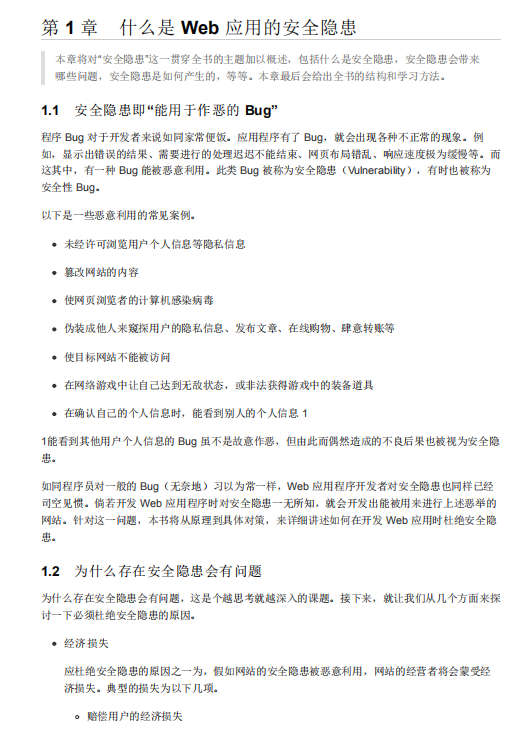 第 1 章　什么是 Web 应用的安全隐患
本章将对“安全隐患”这一贯穿全书的主题加以概述，包括什么是安全隐患，安全隐患会带来
哪些问题，安全隐患是如何产生的，等等。本章最后会给出全书的结构和学习方法。
1.1　安全隐患即“能用于作恶的 Bug”
程序 Bug 对于开发者来说如同家常便饭。应用程序有了 Bug，就会出现各种不正常的现象。例
如，显示出错误的结果、需要进行的处理迟迟不能结束、网页布局错乱、响应速度极为缓慢等。而
这其中，有一种 Bug 能被恶意利用。此类 Bug 被称为安全隐患（Vulnerability），有时也被称为
安全性 Bug。
以下是一些恶意利用的常见案例。
• 未经许可浏览用户个人信息等隐私信息
• 篡改网站的内容
• 使网页浏览者的计算机感染病毒
• 伪装成他人来窥探用户的隐私信息、发布文章、在线购物、肆意转账等
• 使目标网站不能被访问
• 在网络游戏中让自己达到无敌状态，或非法获得游戏中的装备道具
• 在确认自己的个人信息时，能看到别人的个人信息 1
1能看到其他用户个人信息的 Bug 虽不是故意作恶，但由此而偶然造成的不良后果也被视为安全隐
患。
如同程序员对一般的 Bug（无奈地）习以为常一样，Web 应用程序开发者对安全隐患也同样已经
司空见惯。倘若开发 Web 应用程序时对安全隐患一无所知，就会开发出能被用来进行上述恶举的
网站。针对这一问题，本书将从原理到具体对策，来详细讲述如何在开发 Web 应用时杜绝安全隐
患。
1.2　为什么存在安全隐患会有问题
为什么存在安全隐患会有问题，这是个越思考就越深入的课题。接下来，就让我们从几个方面来探
讨一下必须杜绝安全隐患的原因。
• 经济损失
应杜绝安全隐患的原因之一为，假如网站的安全隐患被恶意利用，网站的经营者将会蒙受经
济损失。典型的损失为以下几项。
◦ 赔偿用户的经济损失